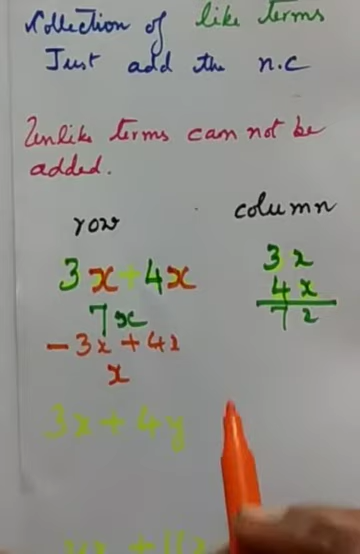 Collection of like terms
Just add the n.c
Unlike terms can not be
added.
row
column
3x + 4x
7x
3x
4x
7x
- 3x + 4x
x
3x + 4y